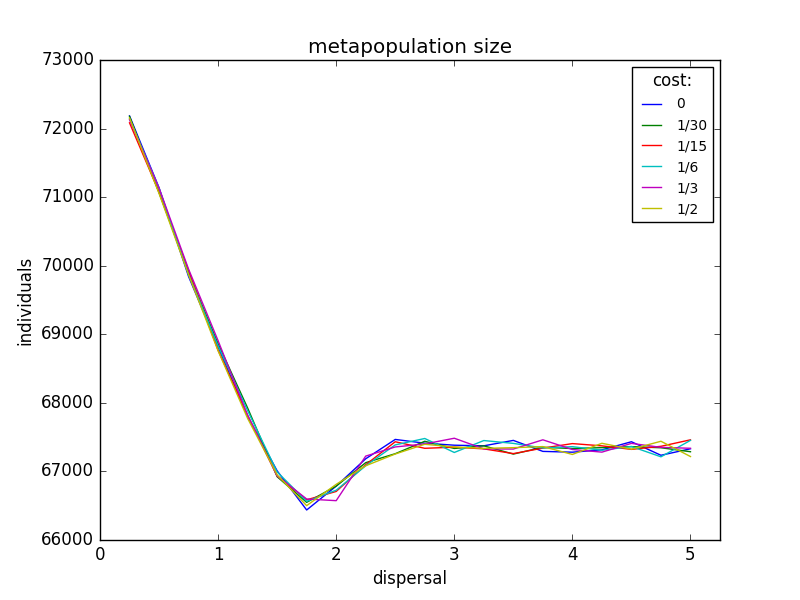 metapopulation size
73000
72000
71000
70000
69000
68000
67000
66000
individuals
0 1 2 3 4 5
dispersal
cost:
0
1/30
1/15
1/6
1/3
1/2